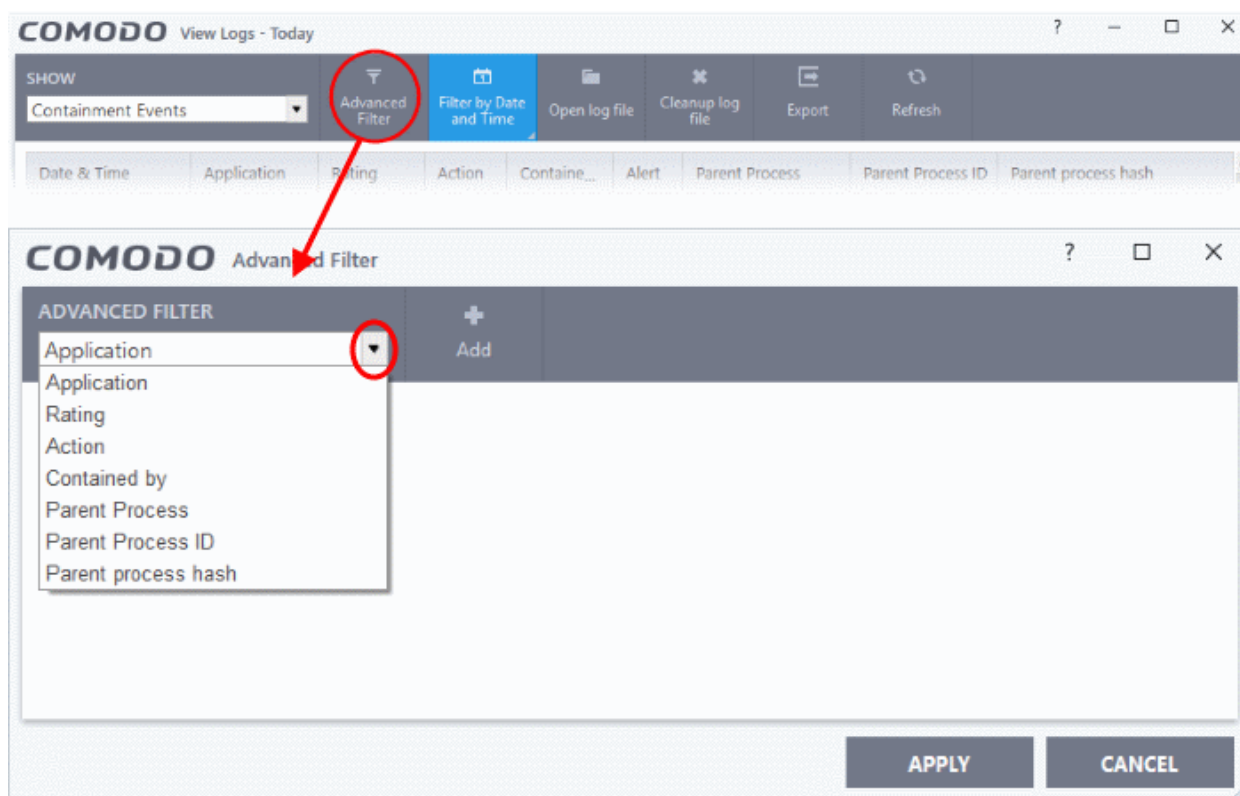 COMODO View Logs - Today
?
SHOW
Containment Events
Advanced
Filter
Filter by Date
and Time
Open log file
Cleanup log
file
Export
Refresh
Date & Time Application Rating Action Containe... Alert Parent Process Parent Process ID Parent process hash
COMODO Advanced Filter
?
ADVANCED FILTER
Application
Add
Application
Rating
Action
Contained by
Parent Process
Parent Process ID
Parent process hash
APPLY CANCEL